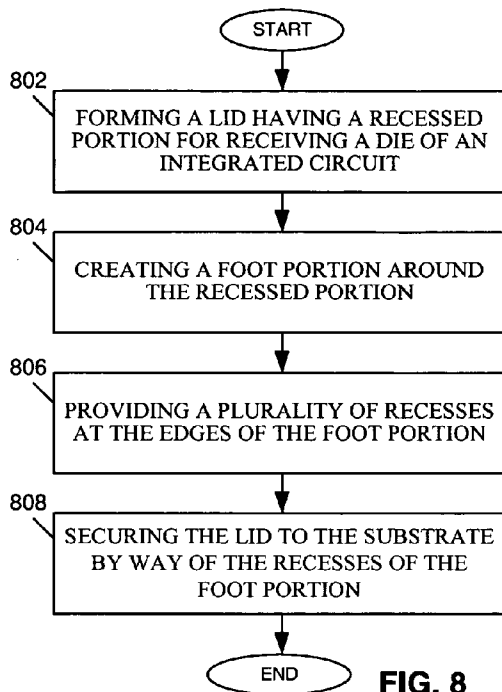 START
802
FORMING A LID HAVING A RECESSED
PORTION FOR RECEIVING A DIE OF AN
INTEGRATED CIRCUIT
804
CREATING A FOOT PORTION AROUND
THE RECESSED PORTION
806
PROVIDING A PLURALITY OF RECESSES
AT THE EDGES OF THE FOOT PORTION
808
SECURING THE LID TO THE SUBSTRATE
BY WAY OF THE RECESSES OF THE
FOOT PORTION
END
FIG. 8